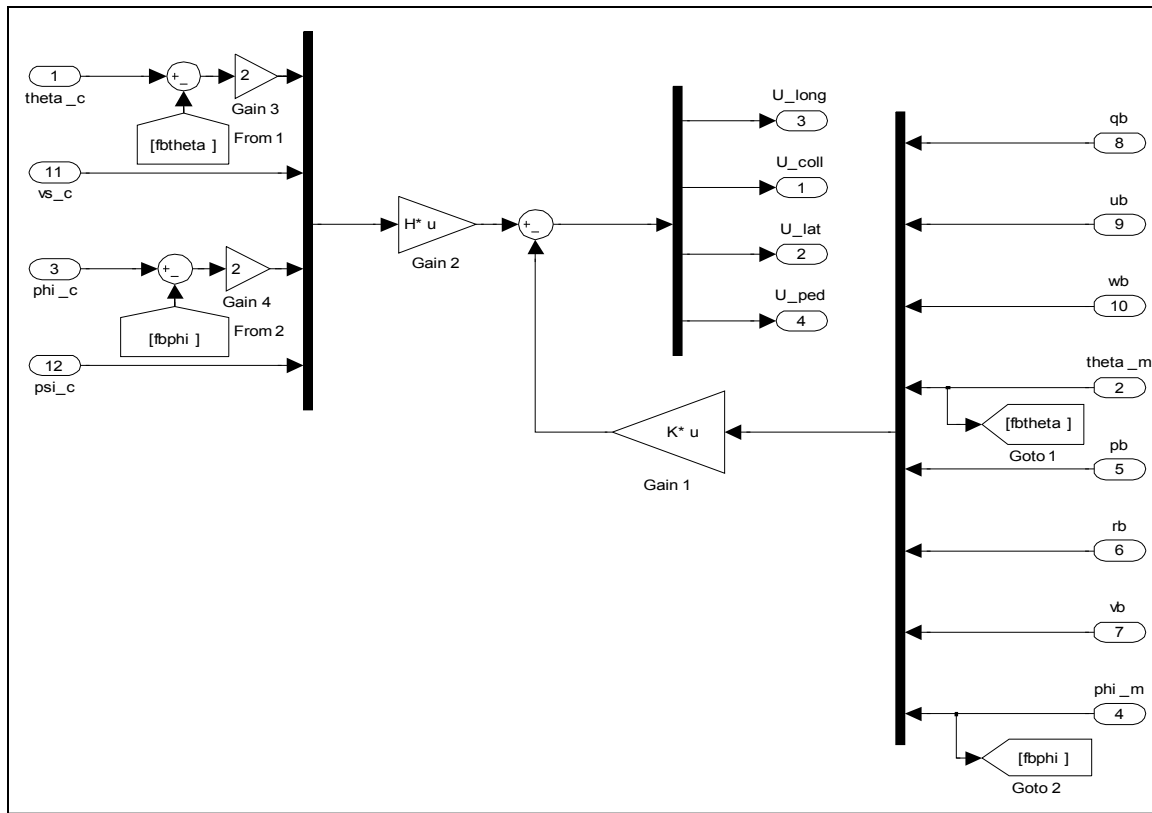 1
theta _c
+
_
2
Gain 3
[fbtheta ]
From 1
11
vs_c
H* u
Gain 2
3
phi _c
+
_
2
Gain 4
[fbphi ]
From 2
12
psi_c
+
_
K* u
Gain 1
U_long
3
U_coll
1
U_lat
2
U_ped
4
qb
8
ub
9
wb
10
theta _m
2
[fbtheta ]
Goto 1
pb
5
rb
6
vb
7
phi _m
4
[fbphi ]
Goto 2